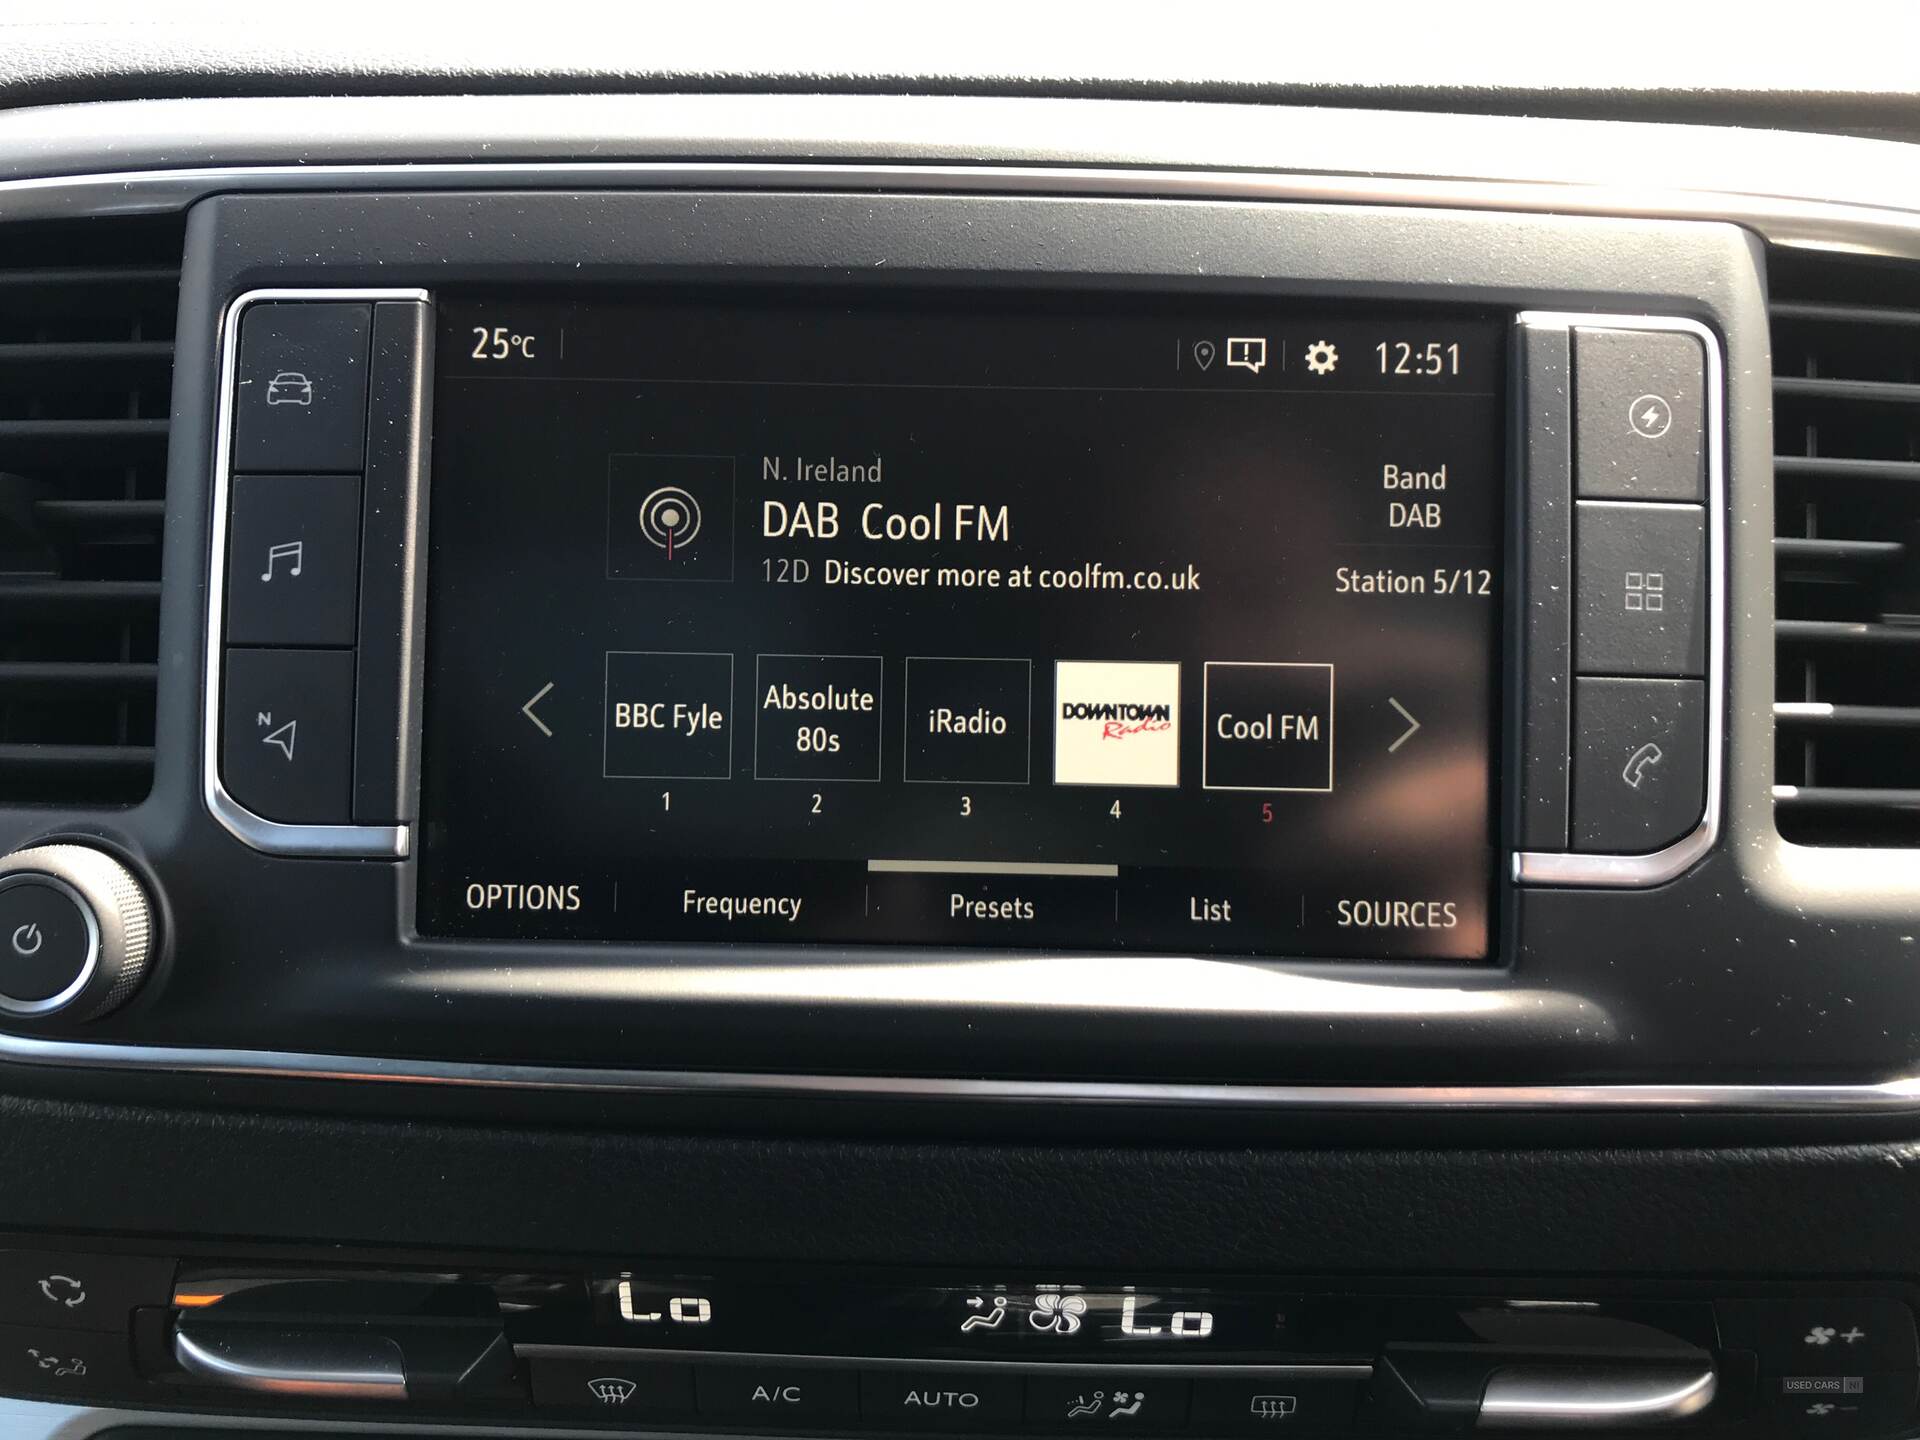 25°C
12:51
N. Ireland
DAB Cool FM
12D Discover more at coolfm.co.uk
Band
DAB
Station 5/12
BBC Fyle
Absolute
80s
iRadio
DOWNTOWN
Radio
Cool FM
1
2
3
4
5
OPTIONS
Frequency
Presets
List
SOURCES
N
Lo
Lo
A/C
AUTO
USED CARS NI